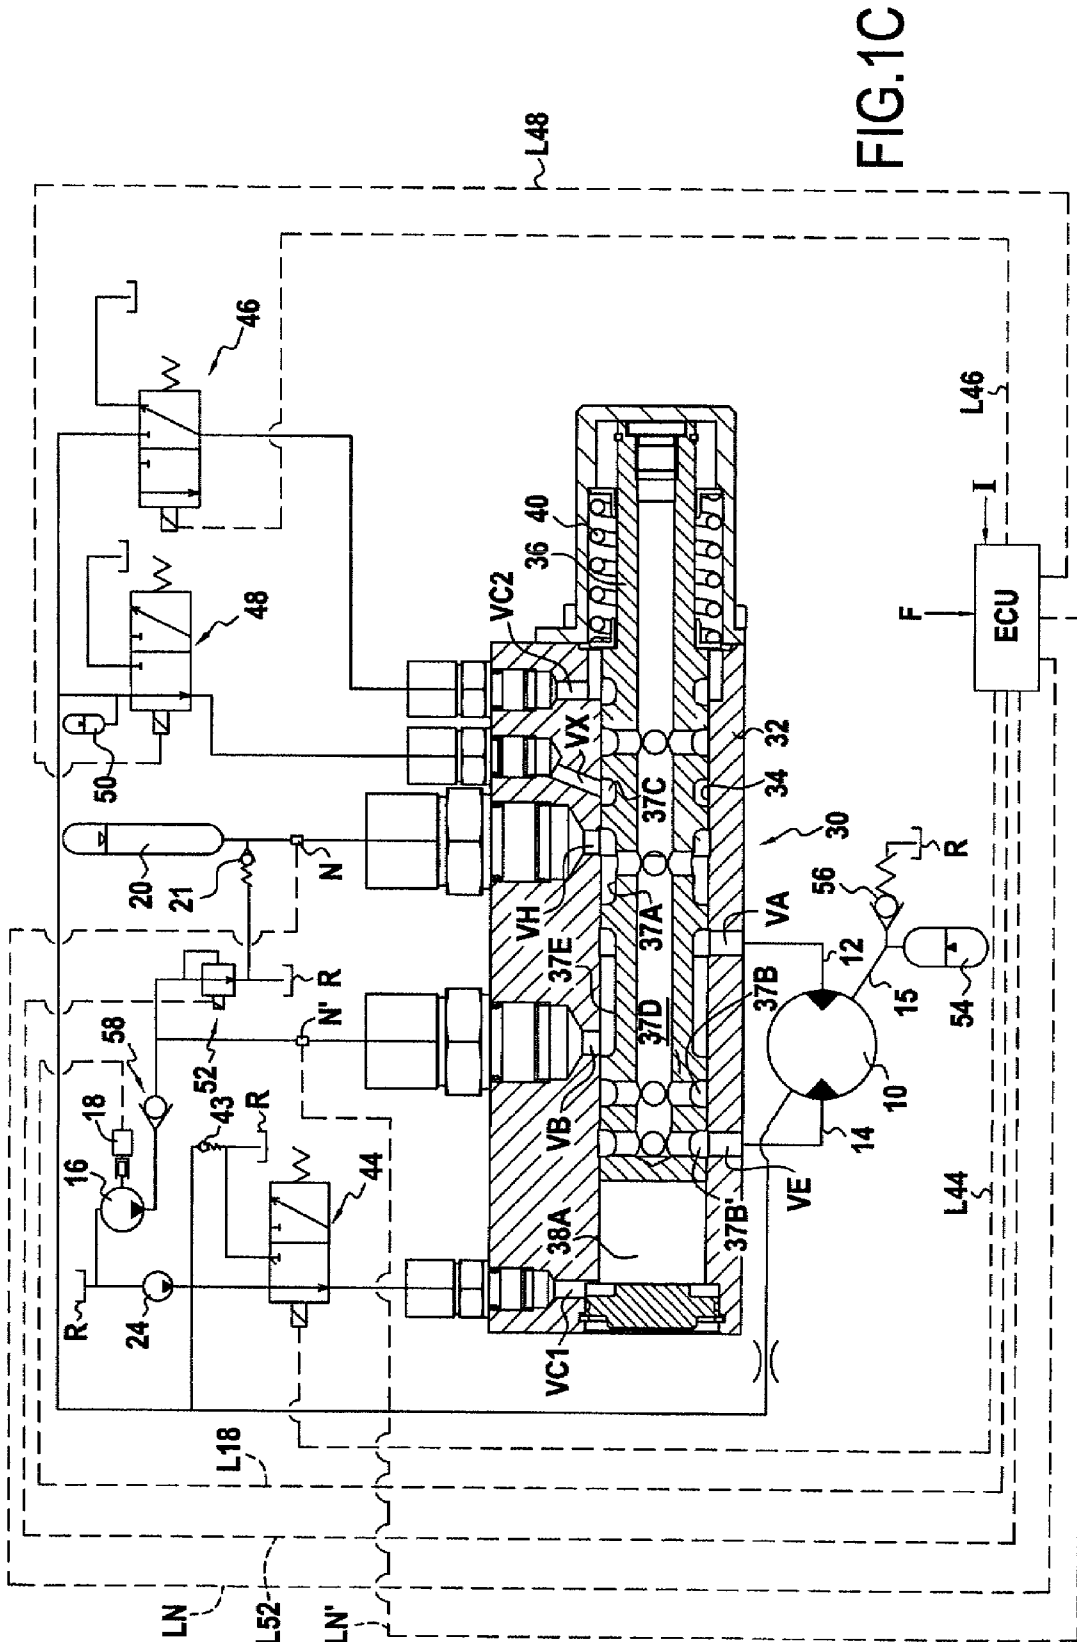 FIG.1C
L48
46
48
50
20
21
N
R
52
N'
58
18
16
43
R
44
R
24
L18
L52
LN
LN'
40
36
VC2
VX
37C
VH
37A
37E
37D
37B
VB
38A
37B'
VC1
32
34
30
VA
VE
12
14
10
15
56
R
54
L46
I
F
ECU
L44